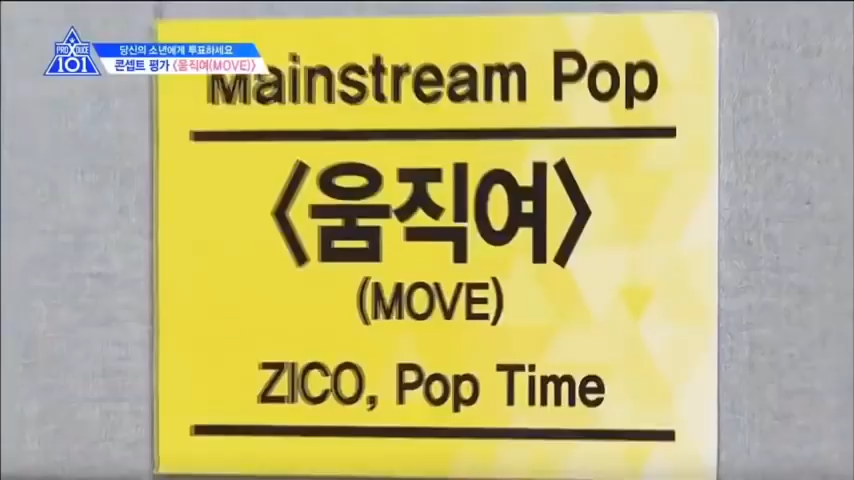 PRODUCE
101
당신의 소년에게 투표하세요
콘셉트 평가 <움직여(MOVE)>
Mainstream Pop
<움직여>
(MOVE)
ZICO, Pop Time